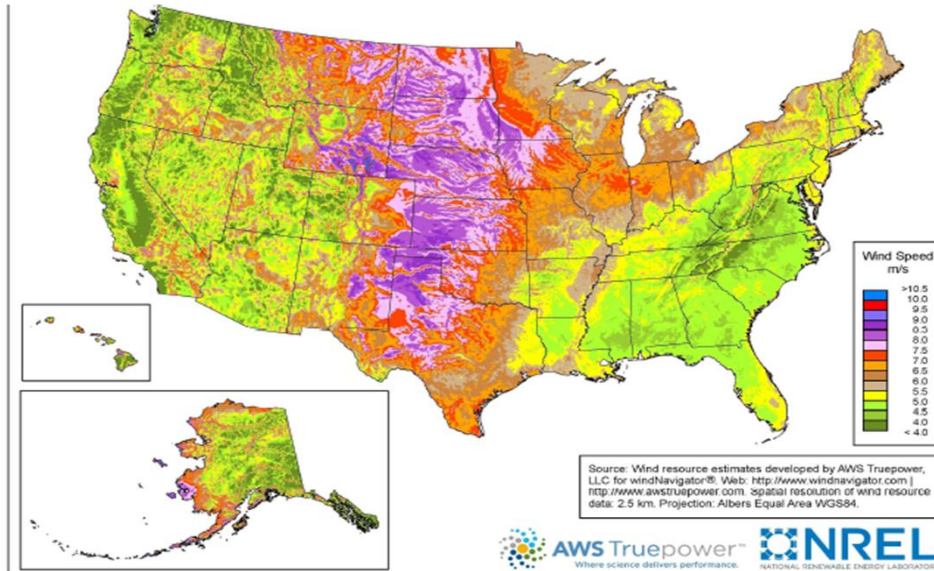 Wind Speed
m/s
>10.5
10.0
9.5
9.0
8.5
8.0
7.5
7.0
6.5
6.0
5.5
5.0
4.5
4.0
< 4.0
Source: Wind resource estimates developed by AWS Truepower,
LLC for windNavigator®. Web: http://www.windnavigator.com |
http://www.awstruepower.com. Spatial resolution of wind resource
data: 2.5 km. Projection: Albers Equal Area WGS84.
AWS Truepower™
Where science delivers performance.
NREL
NATIONAL RENEWABLE ENERGY LABORATOR